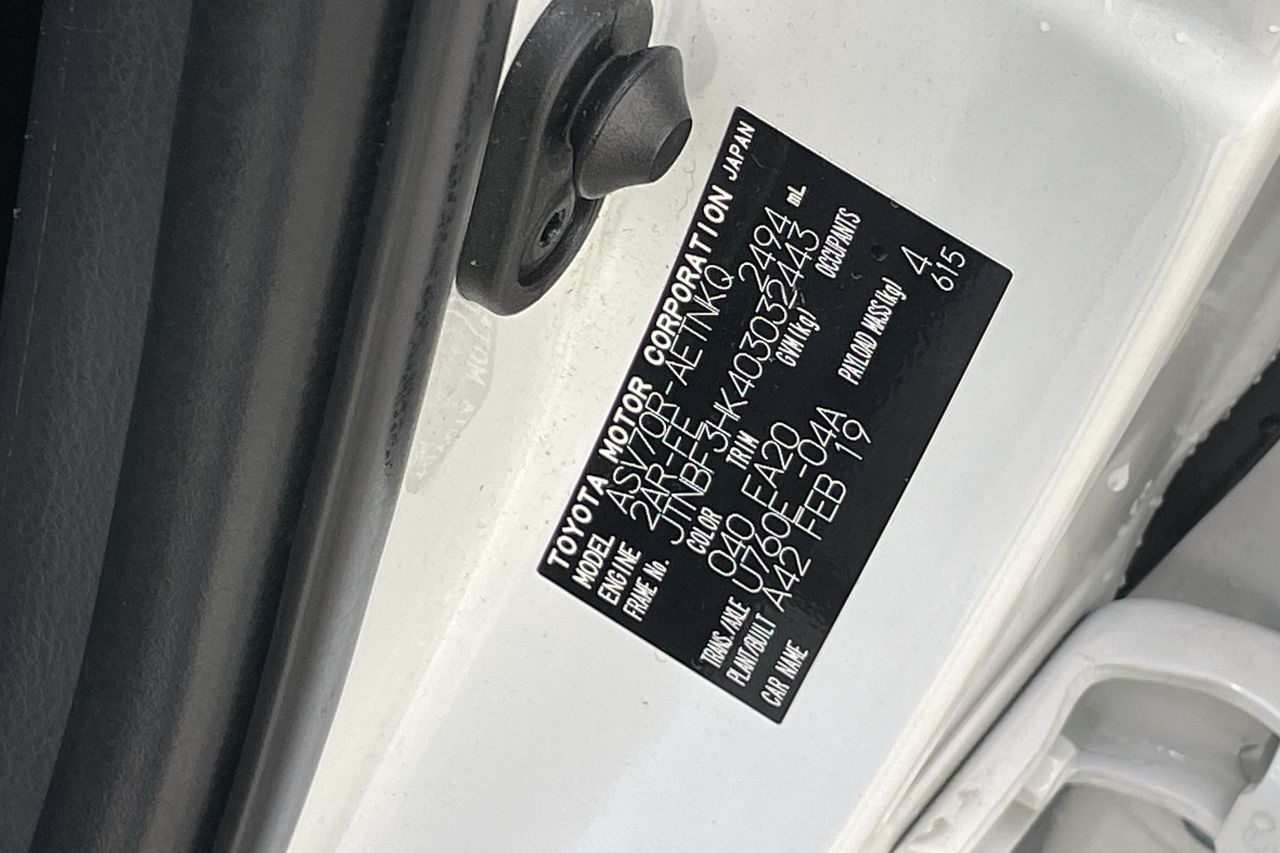 TOYOTA MOTOR CORPORATION JAPAN
MODEL ASV70R-AETNKQ
ENGINE 2AR-FE 2494 mL
FRAME No. JTNBF3HK403032443
COLOR TRIM GVM(kg) OCCUPANTS
040 EA20
TRANS./AXLE U760E -04A PAYLOAD MASS(kg) 4
PLANT/BUILT A42 FEB 19 615
CAR NAME